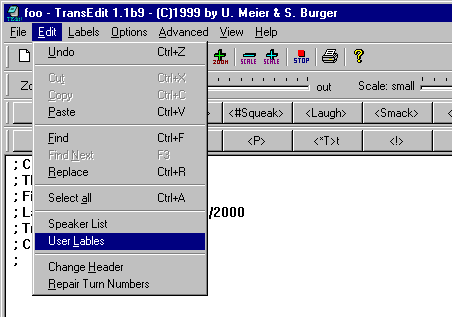 foo - TransEdit 1.1b9 - (C)1999 by U. Meier & S. Burger
File Edit Labels Options Advanced View Help
ZOOM SCALE SCALE STOP
Zo out Scale: small
<#Squeak> <Laugh> <Smack>
<P> <*T>t <!>
Undo Ctrl+Z
Cut Ctrl+X
Copy Ctrl+C
Paste Ctrl+V
Find Ctrl+F
Find Next F3
Replace Ctrl+R
Select all Ctrl+A
Speaker List
User Lables
Change Header
Repair Turn Numbers
; C
; Th
; Fi
; La /2000
; Tr
; C
;